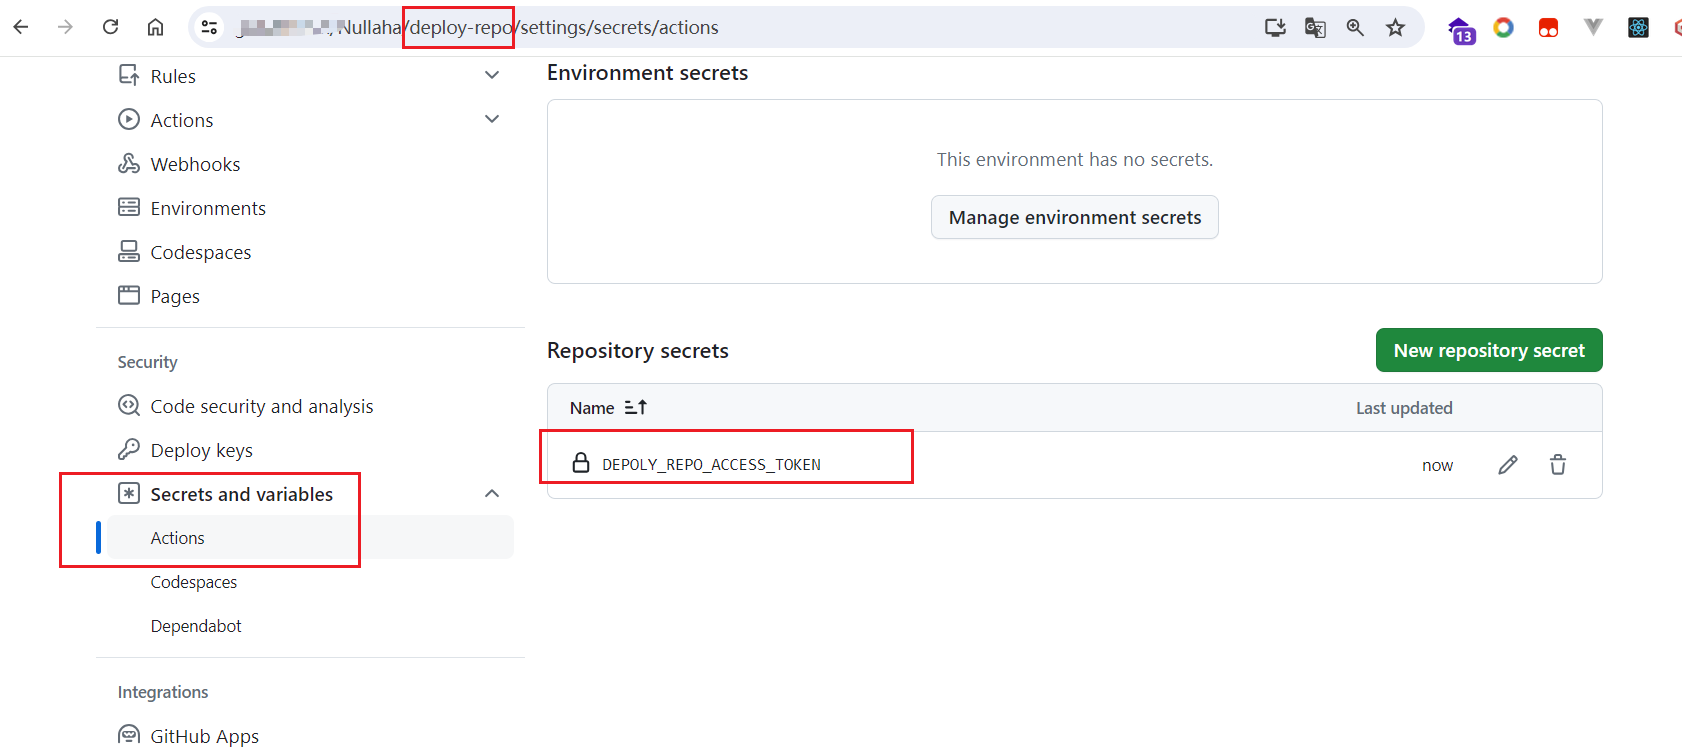 Nullaha/deploy-repo/settings/secrets/actions
13
Rules
Actions
Webhooks
Environments
Codespaces
Pages
Security
Code security and analysis
Deploy keys
Secrets and variables
Actions
Codespaces
Dependabot
Integrations
GitHub Apps
Environment secrets
This environment has no secrets.
Manage environment secrets
Repository secrets
New repository secret
Name
Last updated
DEPOLY_REPO_ACCESS_TOKEN
now